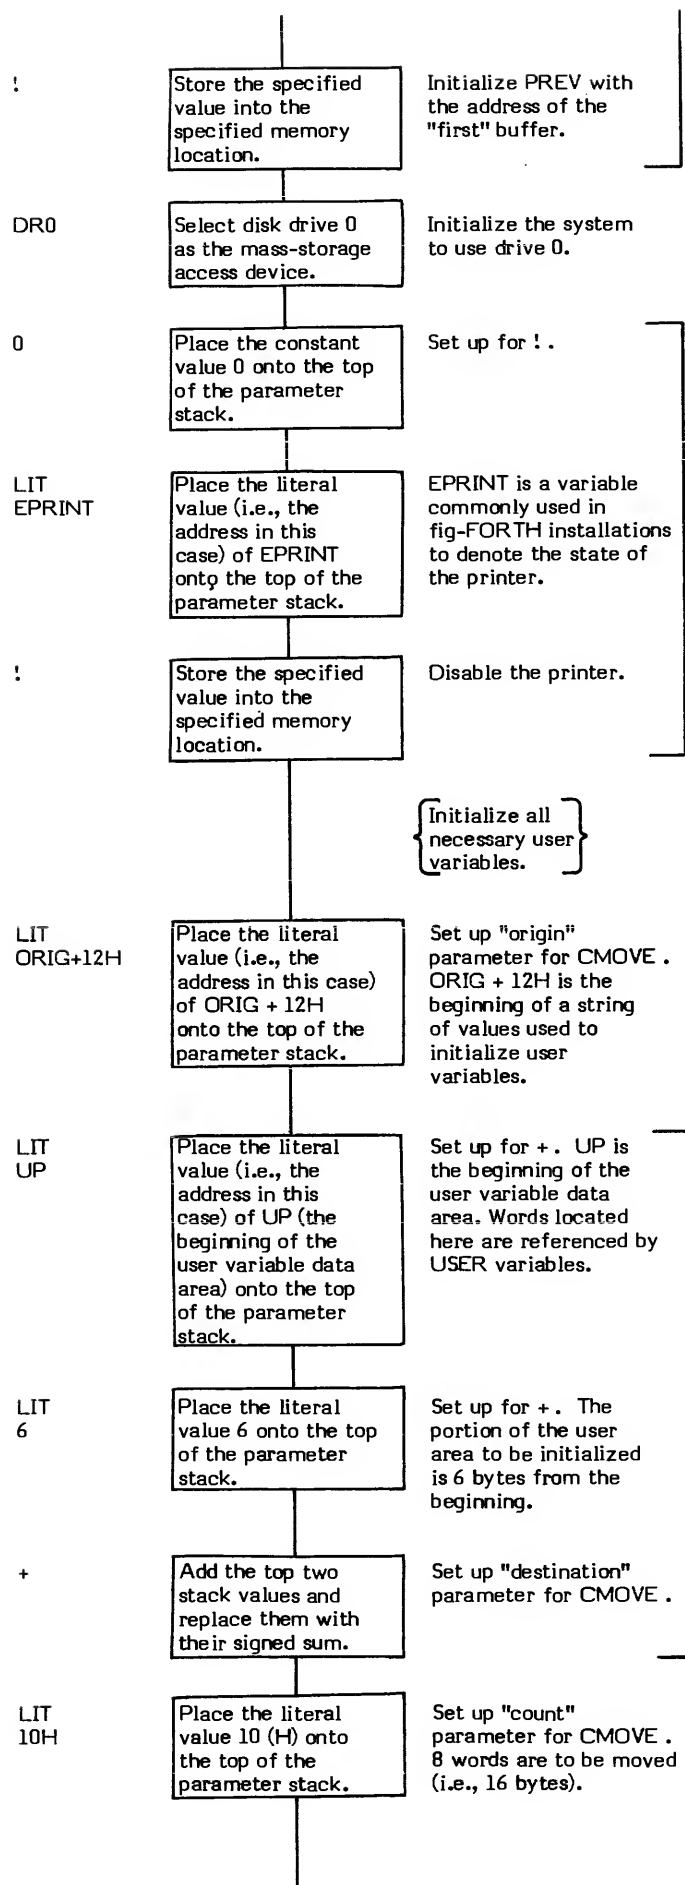 !
Store the specified
value into the
specified memory
location.
Initialize PREV with
the address of the
"first" buffer.
DR0
Select disk drive 0
as the mass-storage
access device.
Initialize the system
to use drive 0.
0
Place the constant
value 0 onto the top
of the parameter
stack.
Set up for ! .
LIT
EPRINT
Place the literal
value (i.e., the
address in this
case) of EPRINT
onto the top of the
parameter stack.
EPRINT is a variable
commonly used in
fig-FORTH installations
to denote the state of
the printer.
!
Store the specified
value into the
specified memory
location.
Disable the printer.
Initialize all
necessary user
variables.
LIT
ORIG+12H
Place the literal
value (i.e., the
address in this case)
of ORIG + 12H
onto the top of the
parameter stack.
Set up "origin"
parameter for CMOVE .
ORIG + 12H is the
beginning of a string
of values used to
initialize user
variables.
LIT
UP
Place the literal
value (i.e., the
address in this
case) of UP (the
beginning of the
user variable data
area) onto the top
of the parameter
stack.
Set up for + . UP is
the beginning of the
user variable data
area. Words located
here are referenced by
USER variables.
LIT
6
Place the literal
value 6 onto the top
of the parameter
stack.
Set up for + . The
portion of the user
area to be initialized
is 6 bytes from the
beginning.
+
Add the top two
stack values and
replace them with
their signed sum.
Set up "destination"
parameter for CMOVE .
LIT
10H
Place the literal
value 10 (H) onto
the top of the
parameter stack.
Set up "count"
parameter for CMOVE .
8 words are to be moved
(i.e., 16 bytes).